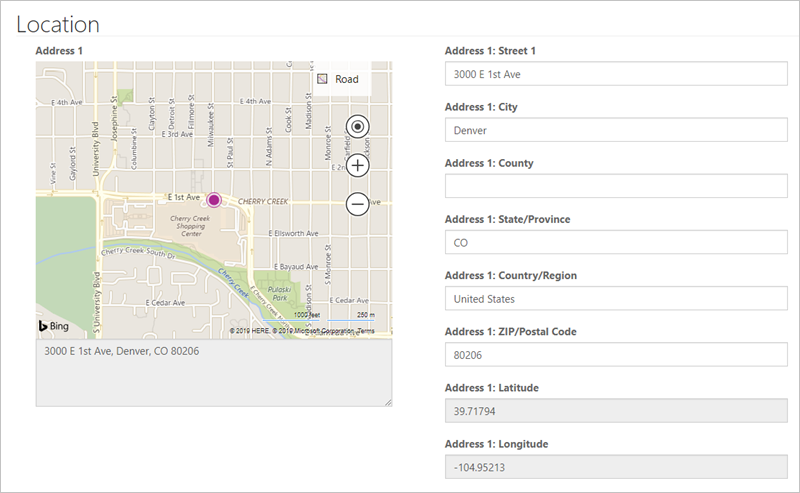 Location
Address 1
Road
E 4th Ave
E 4th Ave
Josephine St
Clayton St
Detroit St
Fillmore St
Milwaukee St
Cook St
Madison St
E 3rd Ave
Columbine St
St Paul St
N Adams St
Monroe St
University Blvd
Vine St
Gaylord St
E 1st Ave
CHERRY CREEK
Cherry Creek
Shopping
Center
E Ellsworth Ave
Cherry Creek South Dr
S Monroe St
E Bayaud Ave
Cherry Creek
Pulaski
Park
S University Blvd
E Cedar Ave
E Cedar Ave
S Madison St
1000 feet
250 m
Bing
© 2019 HERE, © 2019 Microsoft Corporation Terms
3000 E 1st Ave, Denver, CO 80206
Address 1: Street 1
3000 E 1st Ave
Address 1: City
Denver
Address 1: County
Address 1: State/Province
CO
Address 1: Country/Region
United States
Address 1: ZIP/Postal Code
80206
Address 1: Latitude
39.71794
Address 1: Longitude
-104.95213